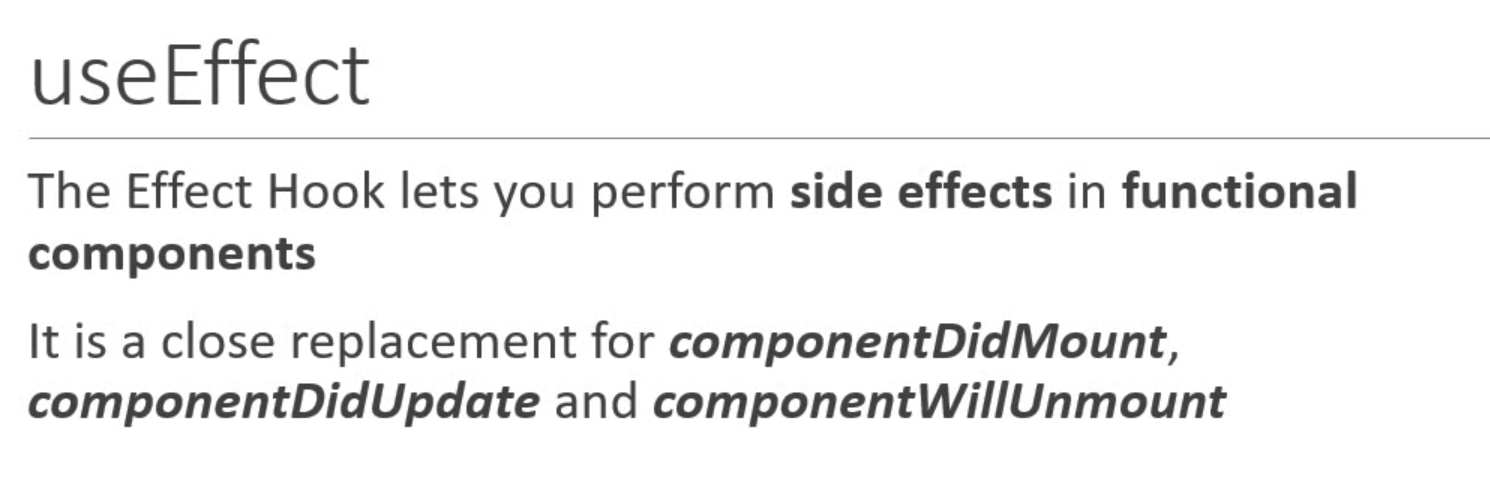 useEffect
The Effect Hook lets you perform side effects in functional
components
It is a close replacement for componentDidMount,
componentDidUpdate and componentWillUnmount